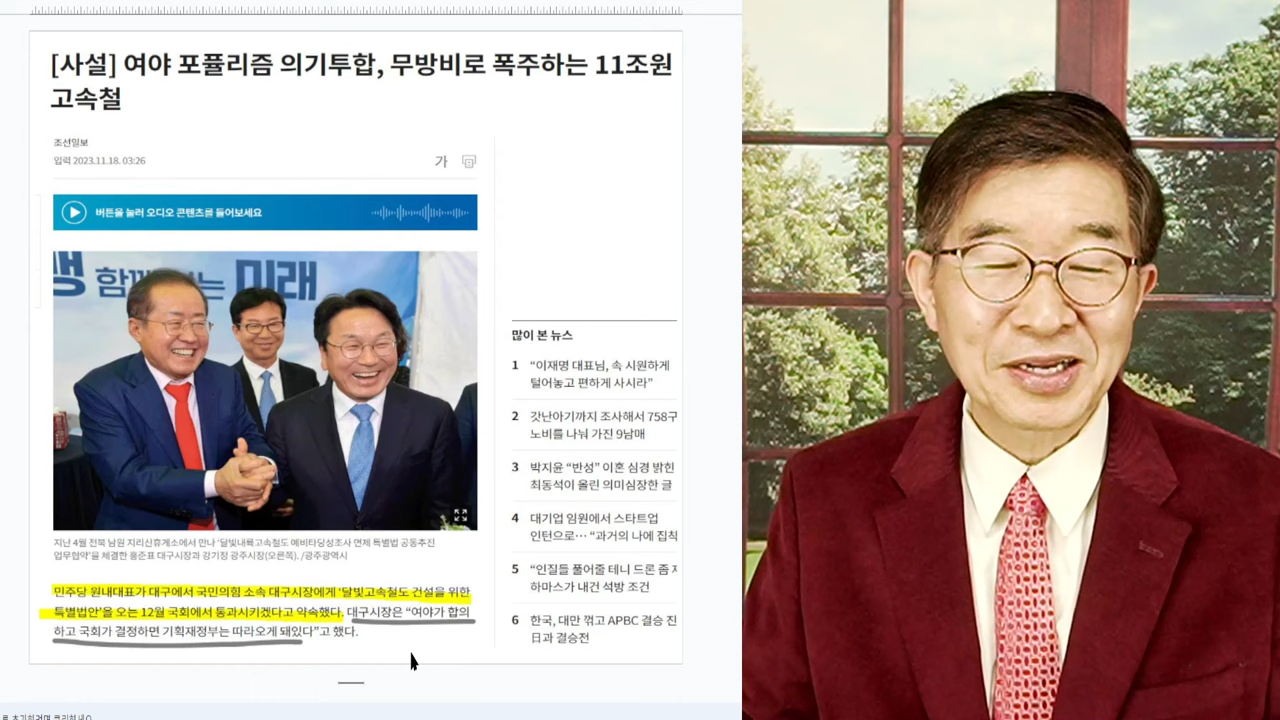 [사설] 여야 포퓰리즘 의기투합, 무방비로 폭주하는 11조원
고속철
조선일보
입력 2023.11.18. 03:26
가
버튼을 눌러 오디오 콘텐츠를 들어보세요
함께 미래
지난 4월 전북 남원 지리산휴게소에서 만나 '달빛내륙고속철도 예비타당성조사 면제 특별법 공동추진
업무협약'을 체결한 홍준표 대구시장과 강기정 광주시장(오른쪽). /광주광역시
민주당 원내대표가 대구에서 국민의힘 소속 대구시장에게 '달빛고속철도 건설을 위한
특별법안'을 오는 12월 국회에서 통과시키겠다고 약속했다. 대구시장은 "여야가 합의
하고 국회가 결정하면 기획재정부는 따라오게 돼있다"고 했다.
많이 본 뉴스
1 "이재명 대표님, 속 시원하게
털어놓고 편하게 사시라"
2 갓난아기까지 조사해서 758구
노비를 나눠 가진 9남매
3 박지윤 "반성" 이혼 심경 밝힌
최동석이 올린 의미심장한 글
4 대기업 임원에서 스타트업
인턴으로… "과거의 나에 집착
5 "인질들 풀어줄 테니 드론 좀
하마스가 내건 석방 조건
6 한국, 대만 꺾고 APBC 결승 진
日과 결승전